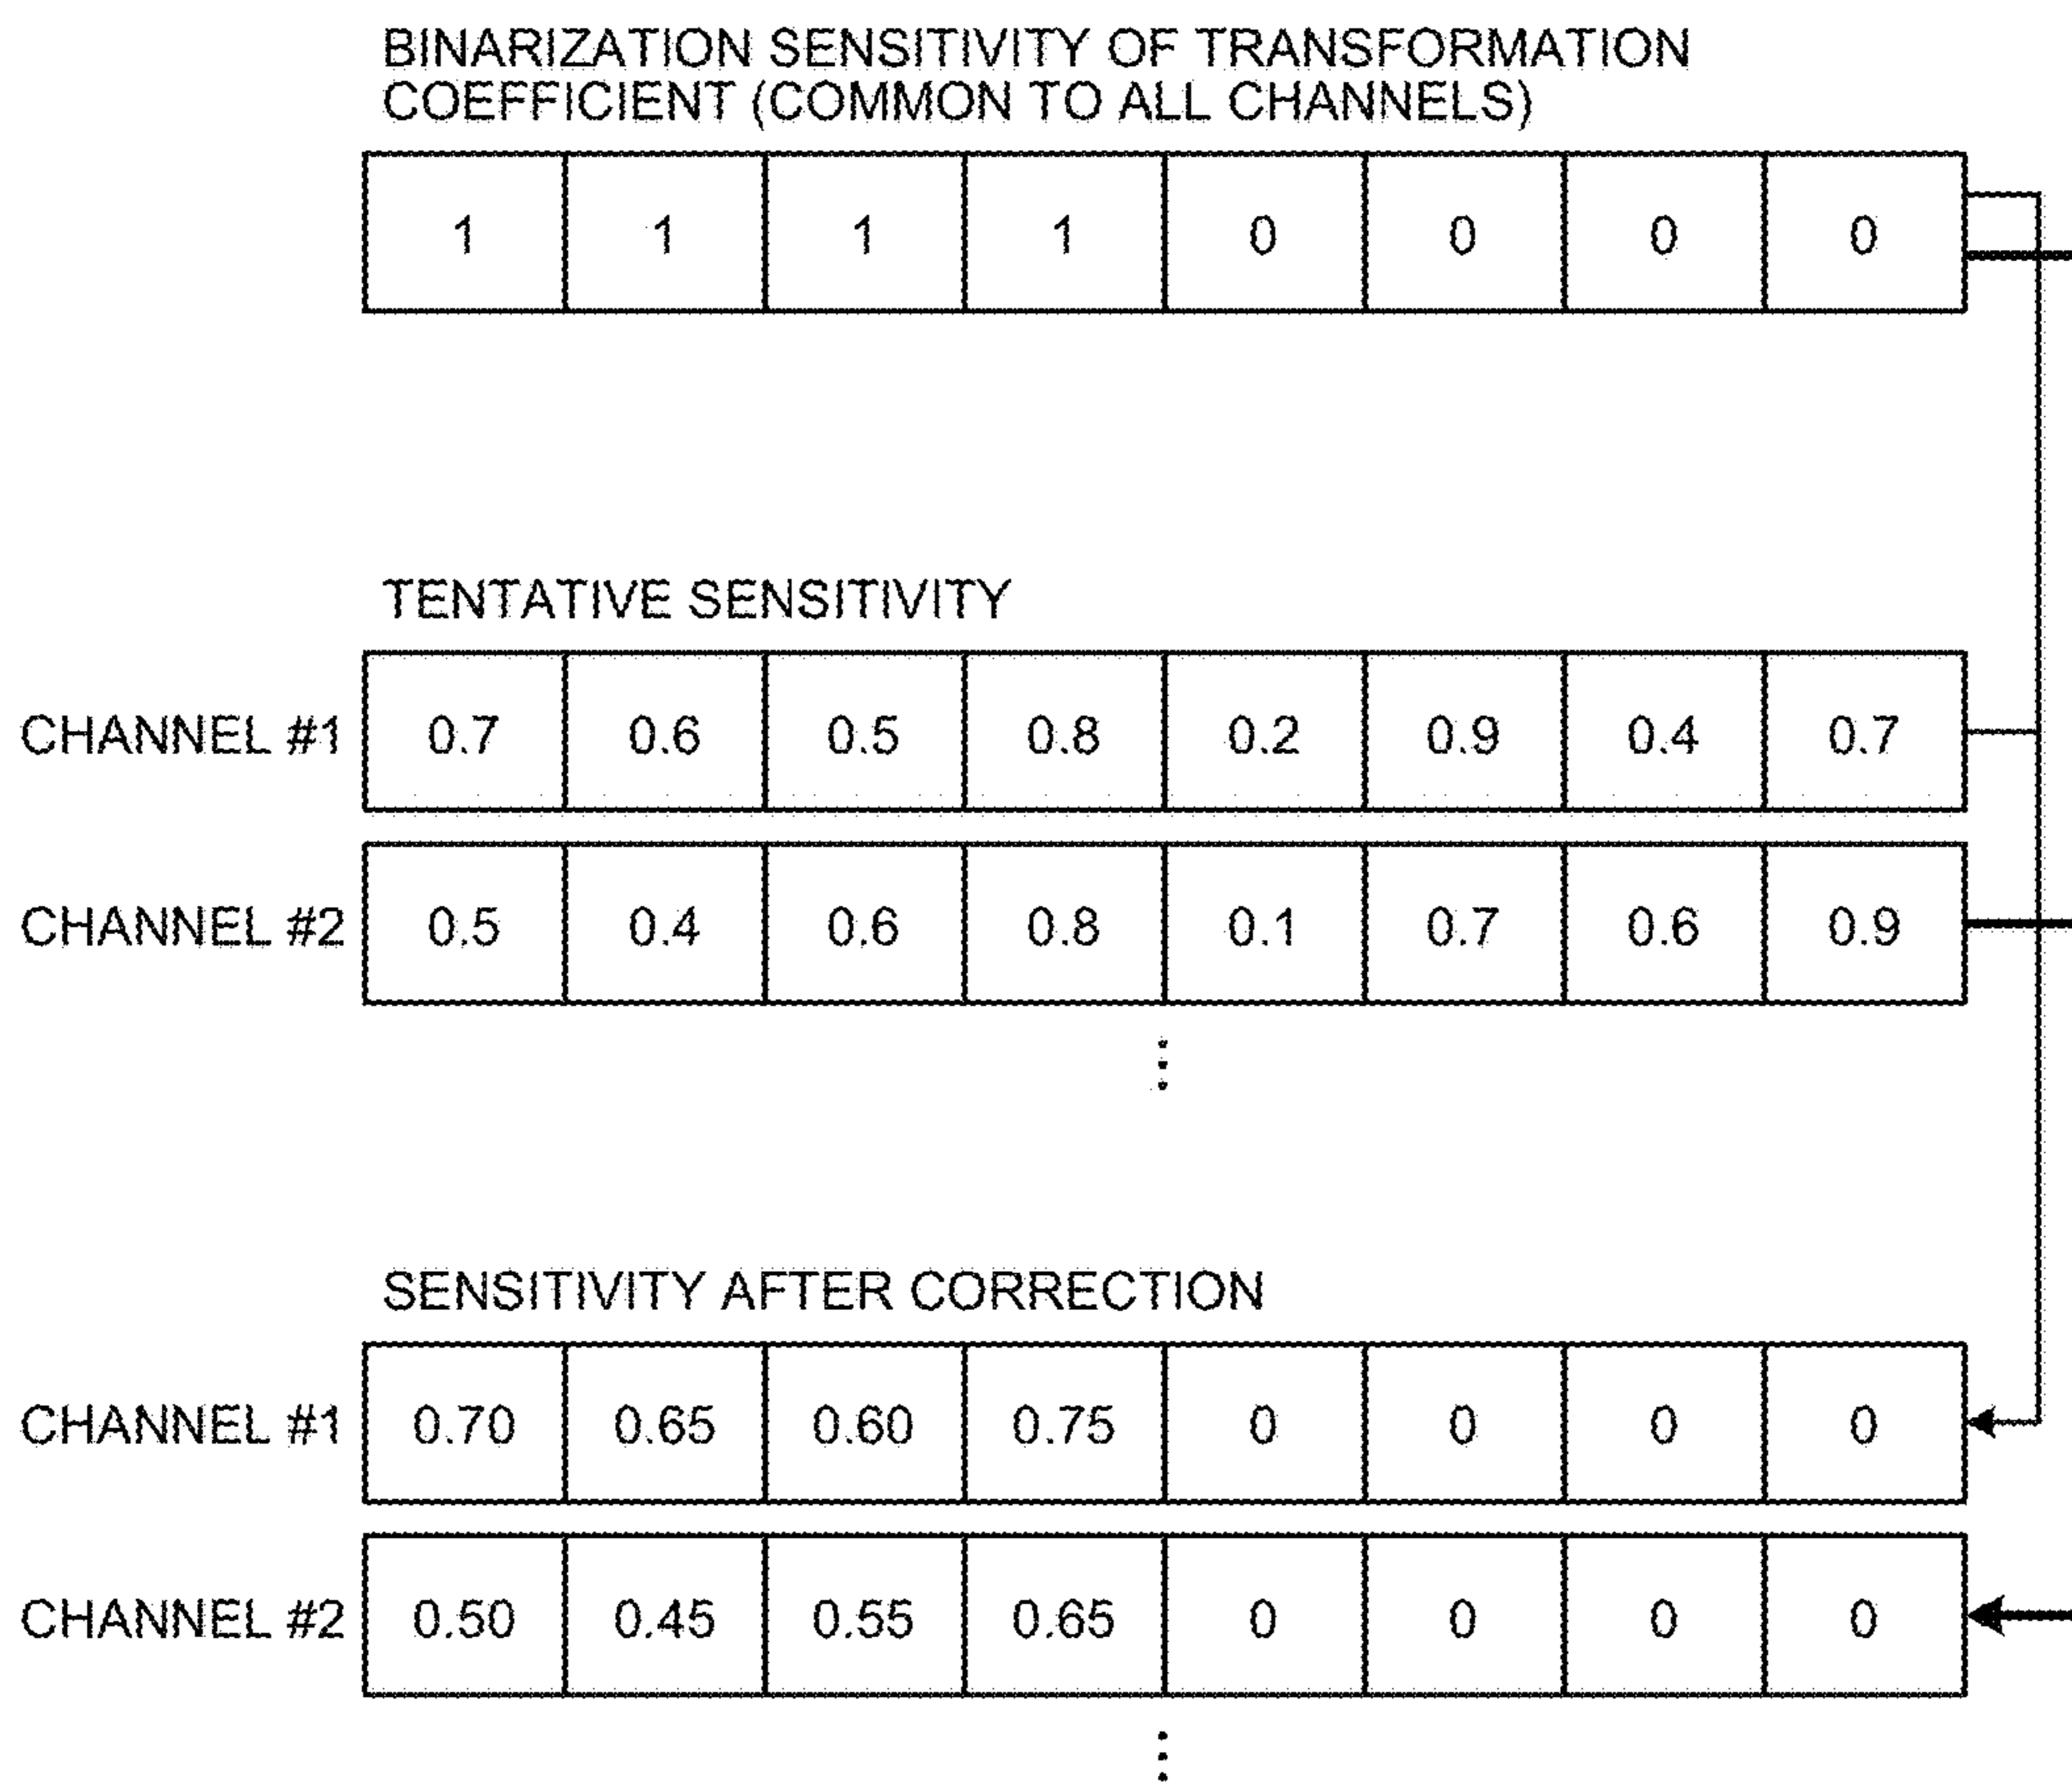 BINARIZATION SENSITIVITY OF TRANSFORMATION
COEFFICIENT (COMMON TO ALL CHANNELS)
1 1 1 1 0 0 0 0
TENTATIVE SENSITIVITY
CHANNEL #1 0.7 0.6 0.5 0.8 0.2 0.9 0.4 0.7
CHANNEL #2 0.5 0.4 0.6 0.8 0.1 0.7 0.6 0.9
⋮
SENSITIVITY AFTER CORRECTION
CHANNEL #1 0.70 0.65 0.60 0.75 0 0 0 0
CHANNEL #2 0.50 0.45 0.55 0.65 0 0 0 0
⋮